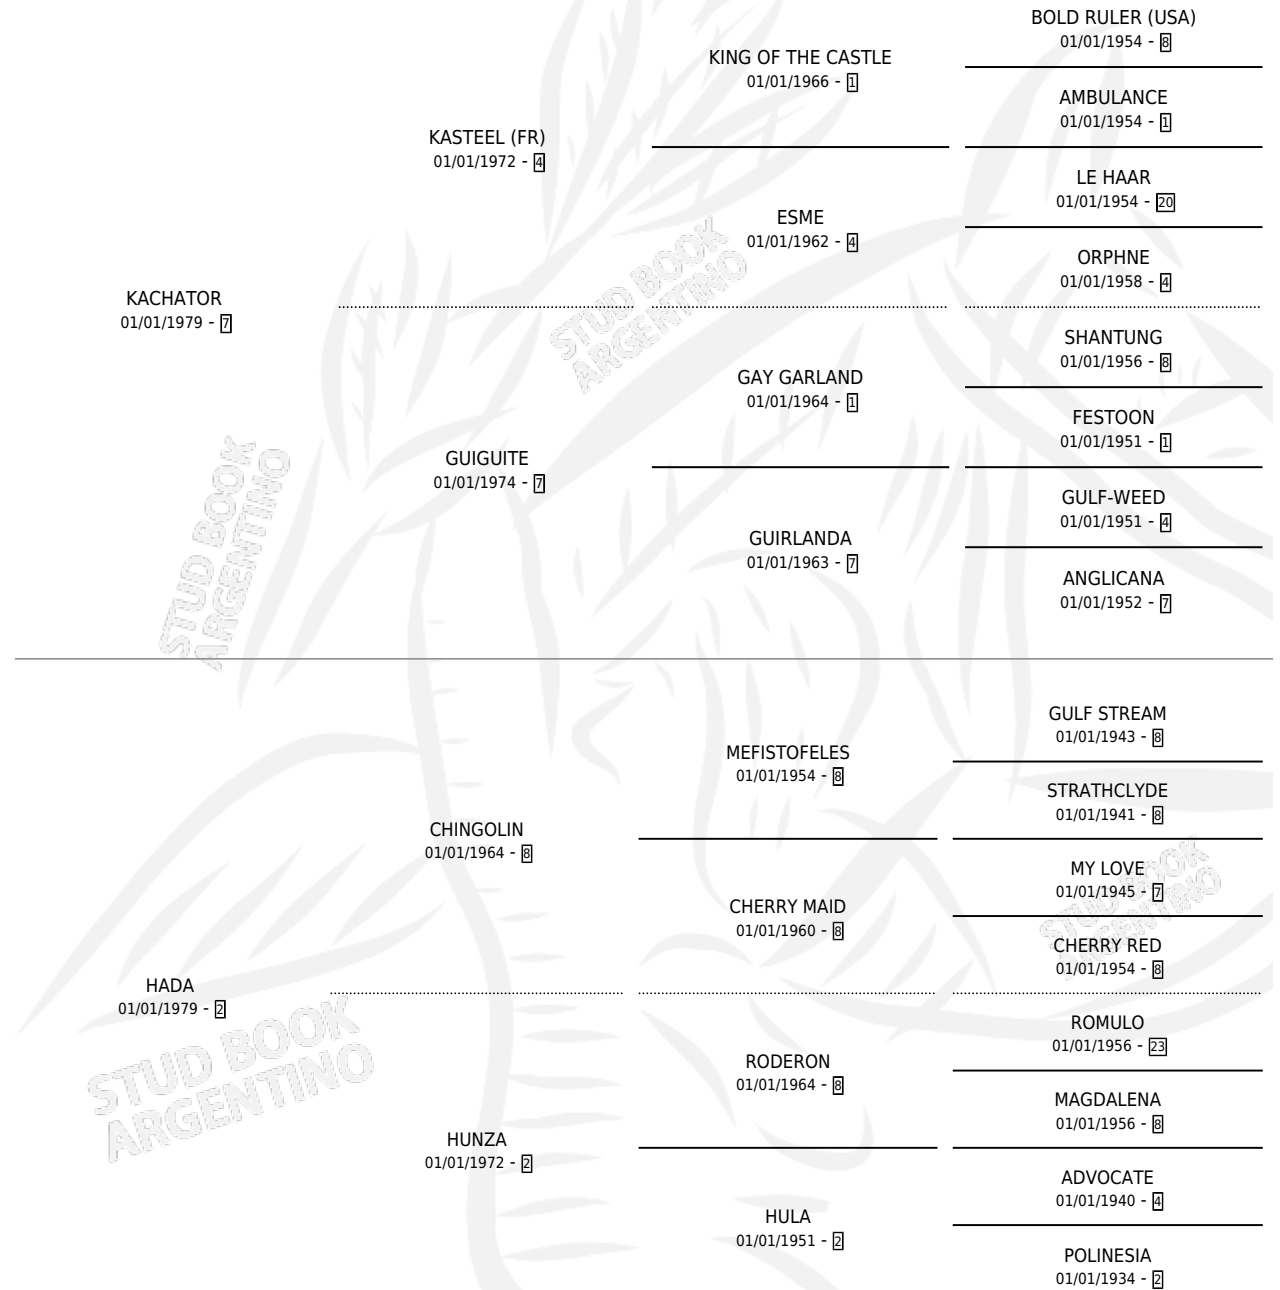 BOLD RULER (USA)
01/01/1954 - 8
KING OF THE CASTLE
01/01/1966 - 1
AMBULANCE
01/01/1954 - 1
KASTEEL (FR)
01/01/1972 - 4
LE HAAR
01/01/1954 - 20
ESME
01/01/1962 - 4
ORPHNE
01/01/1958 - 4
KACHATOR
01/01/1979 - 7
SHANTUNG
01/01/1956 - 8
GAY GARLAND
01/01/1964 - 1
FESTOON
01/01/1951 - 1
GUIGUITE
01/01/1974 - 7
GULF-WEED
01/01/1951 - 4
GUIRLANDA
01/01/1963 - 7
ANGLICANA
01/01/1952 - 7
STUD BOOK
ARGENTINO
STUD BOOK
ARGENTINO
GULF STREAM
01/01/1943 - 8
MEFISTOFELES
01/01/1954 - 8
STRATHCLYDE
01/01/1941 - 8
CHINGOLIN
01/01/1964 - 8
MY LOVE
01/01/1945 - 7
CHERRY MAID
01/01/1960 - 8
CHERRY RED
01/01/1954 - 8
HADA
01/01/1979 - 2
ROMULO
01/01/1956 - 23
RODERON
01/01/1964 - 8
MAGDALENA
01/01/1956 - 8
HUNZA
01/01/1972 - 2
ADVOCATE
01/01/1940 - 4
HULA
01/01/1951 - 2
POLINESIA
01/01/1934 - 2
STUD BOOK
ARGENTINO
STUD BOOK
ARGENTINO